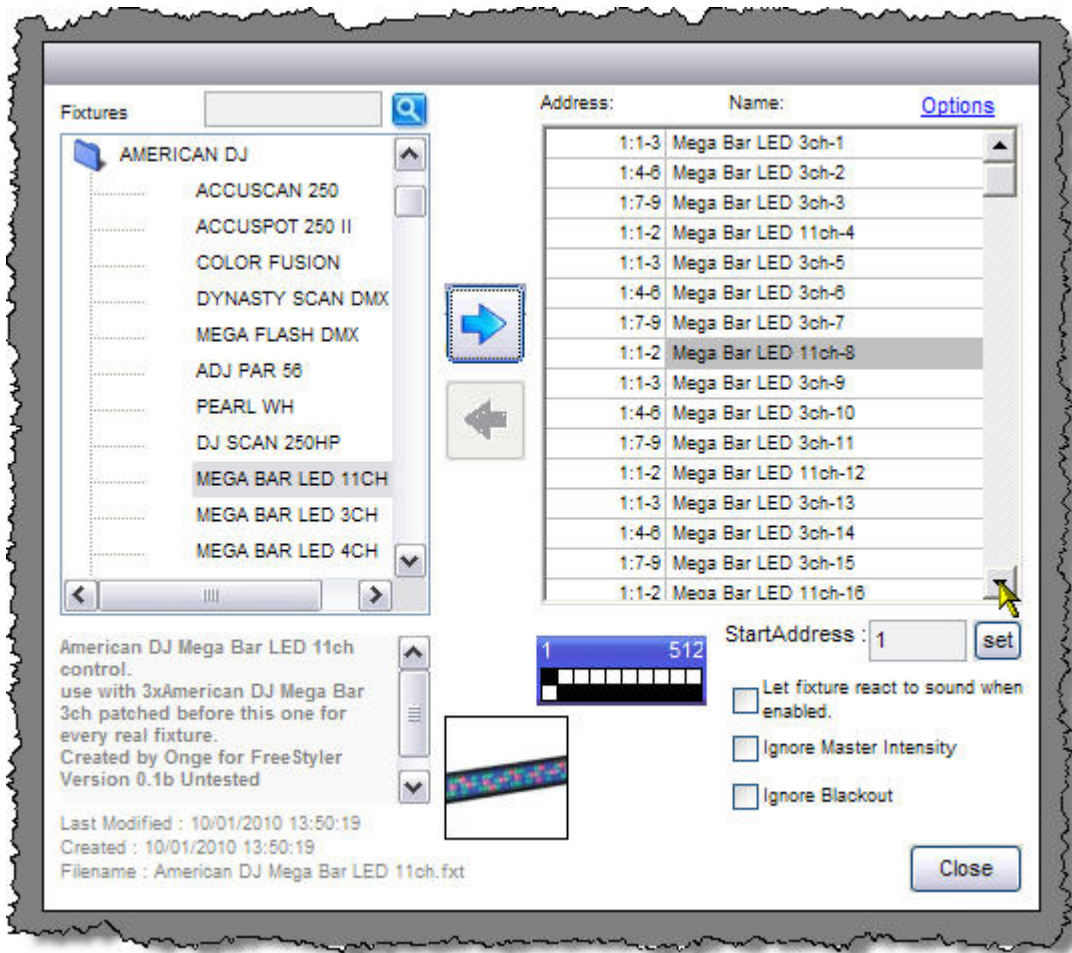 Fixtures
AMERICAN DJ
ACCUSCAN 250
ACCUSPOT 250 II
COLOR FUSION
DYNASTY SCAN DMX
MEGA FLASH DMX
ADJ PAR 56
PEARL WH
DJ SCAN 250HP
MEGA BAR LED 11CH
MEGA BAR LED 3CH
MEGA BAR LED 4CH
American DJ Mega Bar LED 11ch
control.
use with 3xAmerican DJ Mega Bar
3ch patched before this one for
every real fixture.
Created by Onge for FreeStyler
Version 0.1b Untested
Last Modified : 10/01/2010 13:50:19
Created : 10/01/2010 13:50:19
Filename : American DJ Mega Bar LED 11ch.fxt
Address: Name: Options
1:1-3 Mega Bar LED 3ch-1
1:4-6 Mega Bar LED 3ch-2
1:7-9 Mega Bar LED 3ch-3
1:1-2 Mega Bar LED 11ch-4
1:1-3 Mega Bar LED 3ch-5
1:4-6 Mega Bar LED 3ch-6
1:7-9 Mega Bar LED 3ch-7
1:1-2 Mega Bar LED 11ch-8
1:1-3 Mega Bar LED 3ch-9
1:4-6 Mega Bar LED 3ch-10
1:7-9 Mega Bar LED 3ch-11
1:1-2 Mega Bar LED 11ch-12
1:1-3 Mega Bar LED 3ch-13
1:4-6 Mega Bar LED 3ch-14
1:7-9 Mega Bar LED 3ch-15
1:1-2 Mega Bar LED 11ch-16
1 512
StartAddress : 1 set
Let fixture react to sound when
enabled.
Ignore Master Intensity
Ignore Blackout
Close